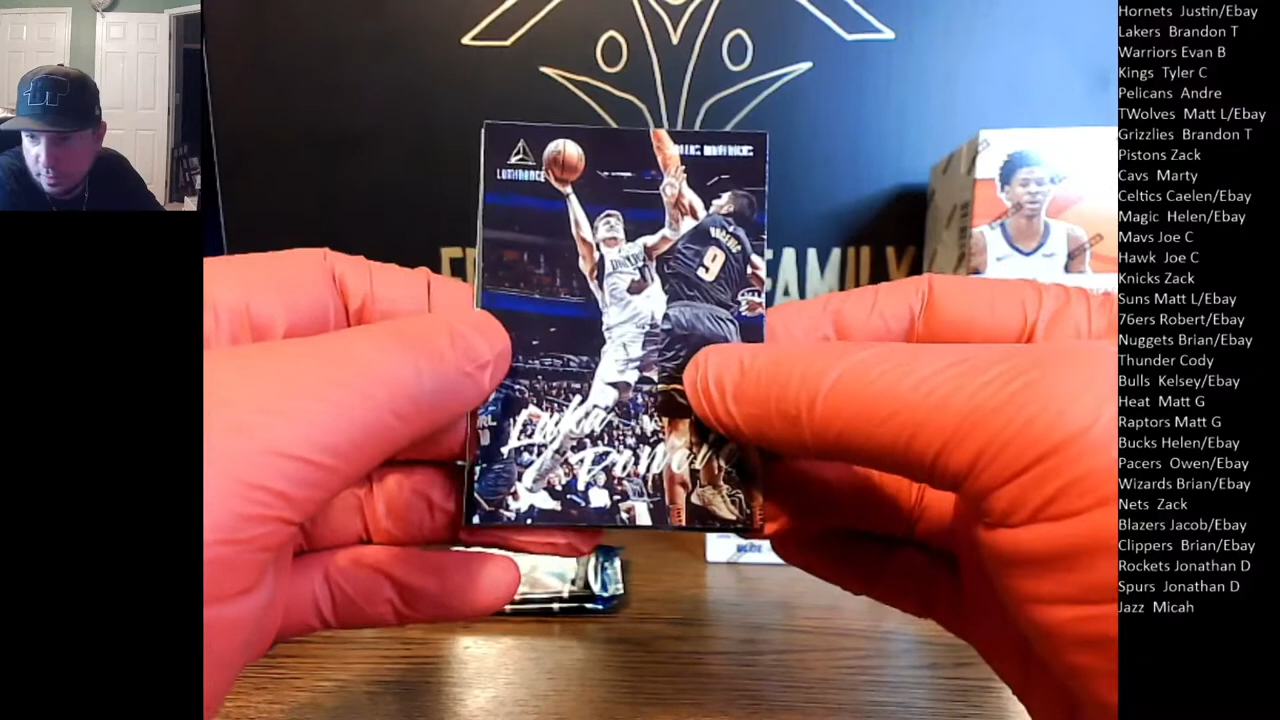 Hornets Justin/Ebay
Lakers Brandon T
Warriors Evan B
Kings Tyler C
Pelicans Andre
TWolves Matt L/Ebay
Grizzlies Brandon T
Pistons Zack
Cavs Marty
Celtics Caelen/Ebay
Magic Helen/Ebay
Mavs Joe C
Hawk Joe C
Knicks Zack
Suns Matt L/Ebay
76ers Robert/Ebay
Nuggets Brian/Ebay
Thunder Cody
Bulls Kelsey/Ebay
Heat Matt G
Raptors Matt G
Bucks Helen/Ebay
Pacers Owen/Ebay
Wizards Brian/Ebay
Nets Zack
Blazers Jacob/Ebay
Clippers Brian/Ebay
Rockets Jonathan D
Spurs Jonathan D
Jazz Micah
LUMINANCE
9
Luka
FAMILY